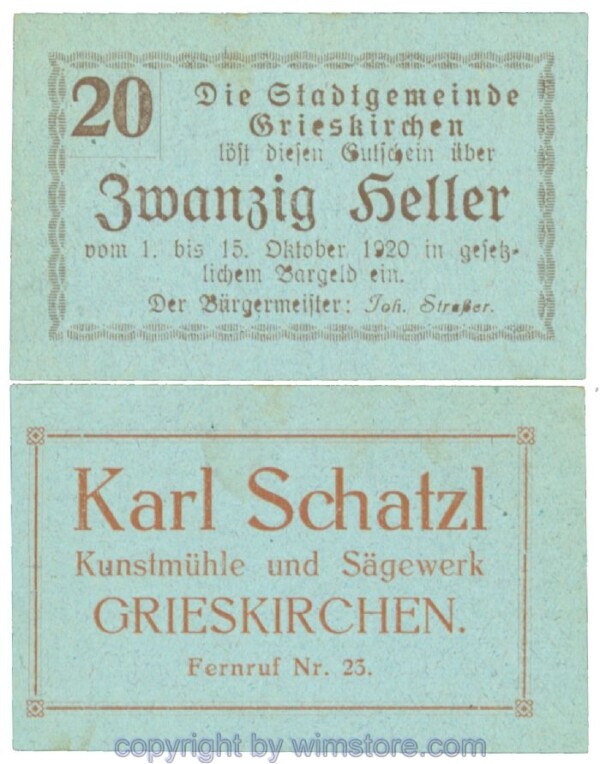 20
Die Stadtgemeinde
Grieskirchen
löst diesen Gutschein über
Zwanzig Heller
vom 1. bis 15. Oktober 1920 in gesetz-
lichem Bargeld ein.
Der Bürgermeister: Joh. Straßer.
Karl Schatzl
Kunstmühle und Sägewerk
GRIESKIRCHEN.
Fernruf Nr. 23.
copyright by wimstore.com